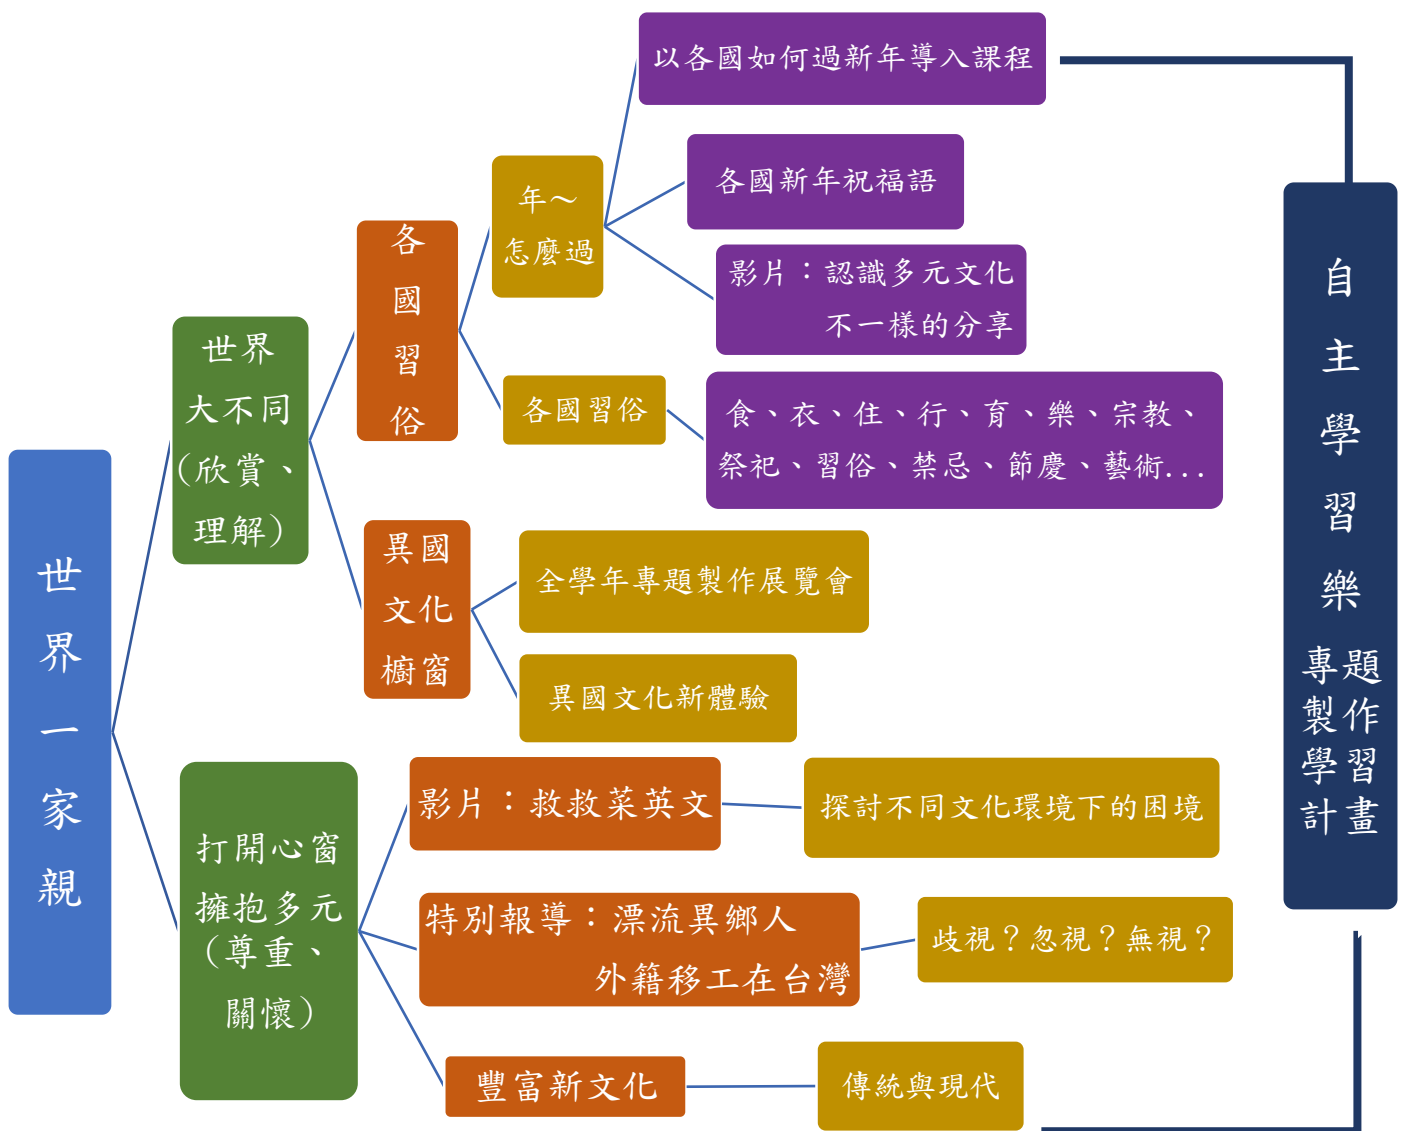 世界一家親
世界
大不同
（欣賞、
理解）
各國習俗
年～
怎麼過
以各國如何過新年導入課程
各國新年祝福語
影片：認識多元文化
不一樣的分享
各國習俗
食、衣、住、行、育、樂、宗教、
祭祀、習俗、禁忌、節慶、藝術...
異國
文化
櫥窗
全學年專題製作展覽會
異國文化新體驗
打開心窗
擁抱多元
（尊重、
關懷）
影片：救救菜英文
探討不同文化環境下的困境
特別報導：漂流異鄉人
外籍移工在台灣
歧視？忽視？無視？
豐富新文化
傳統與現代
自主學習樂
專題
製作
學習
計畫